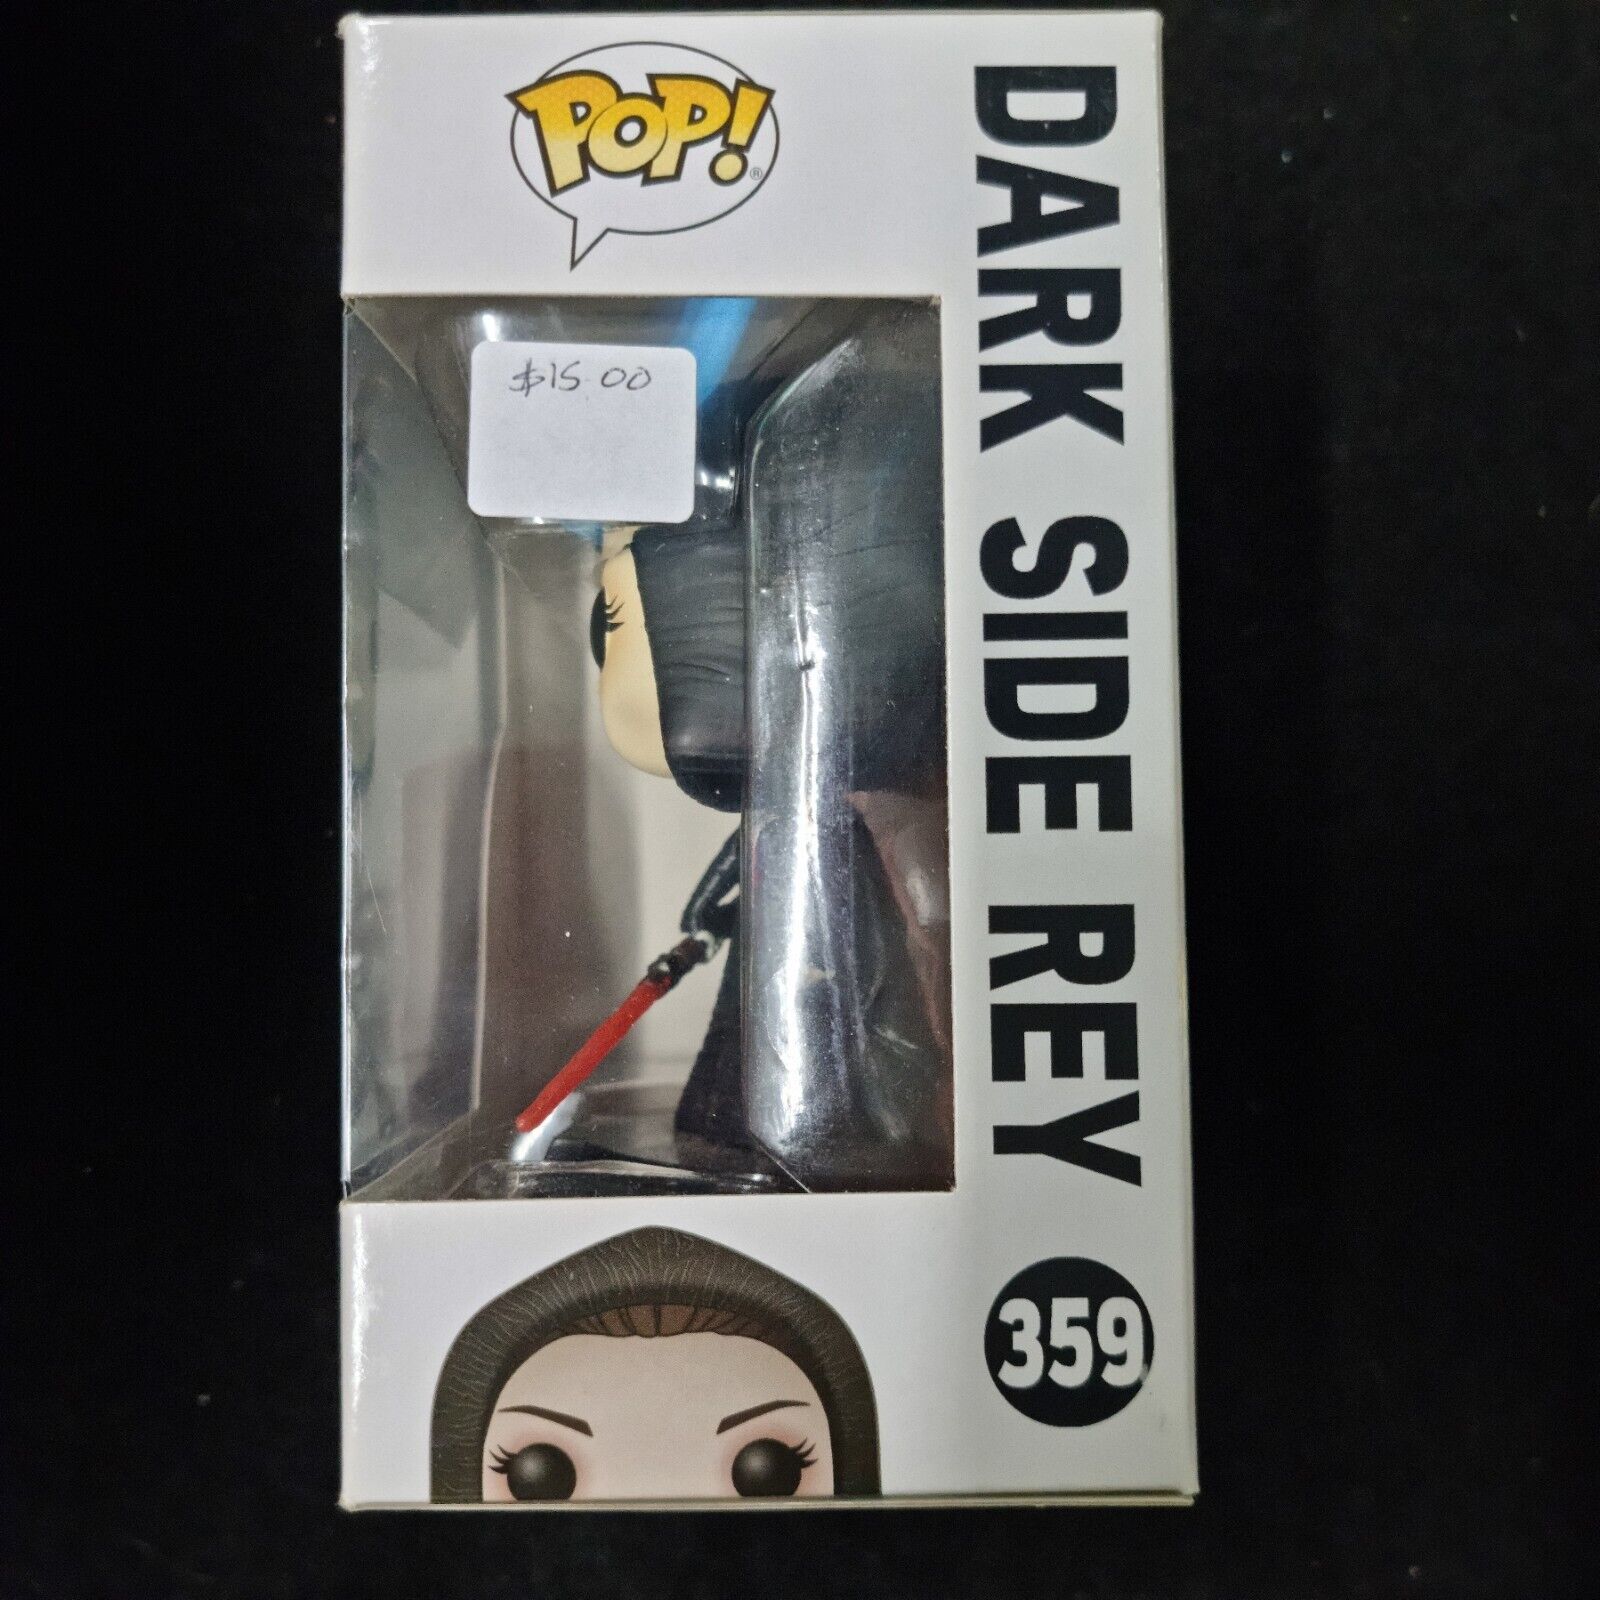 POP!®
$15.00
DARK SIDE REY
359